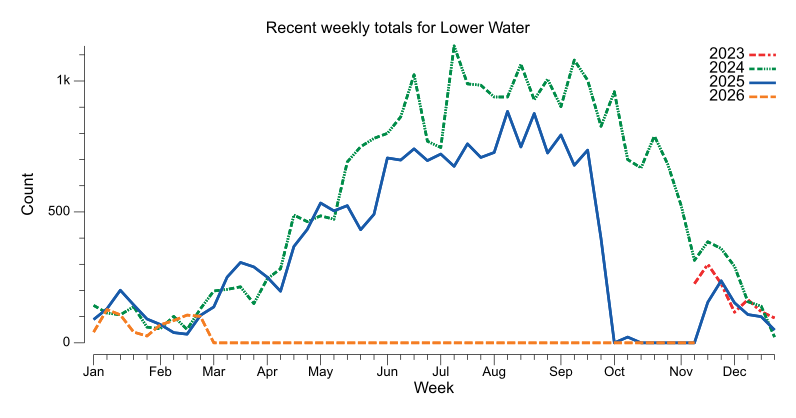 Recent weekly totals for Lower Water
2023
2024
2025
2026
1k
500
0
Count
Jan Feb Mar Apr May Jun Jul Aug Sep Oct Nov Dec
Week